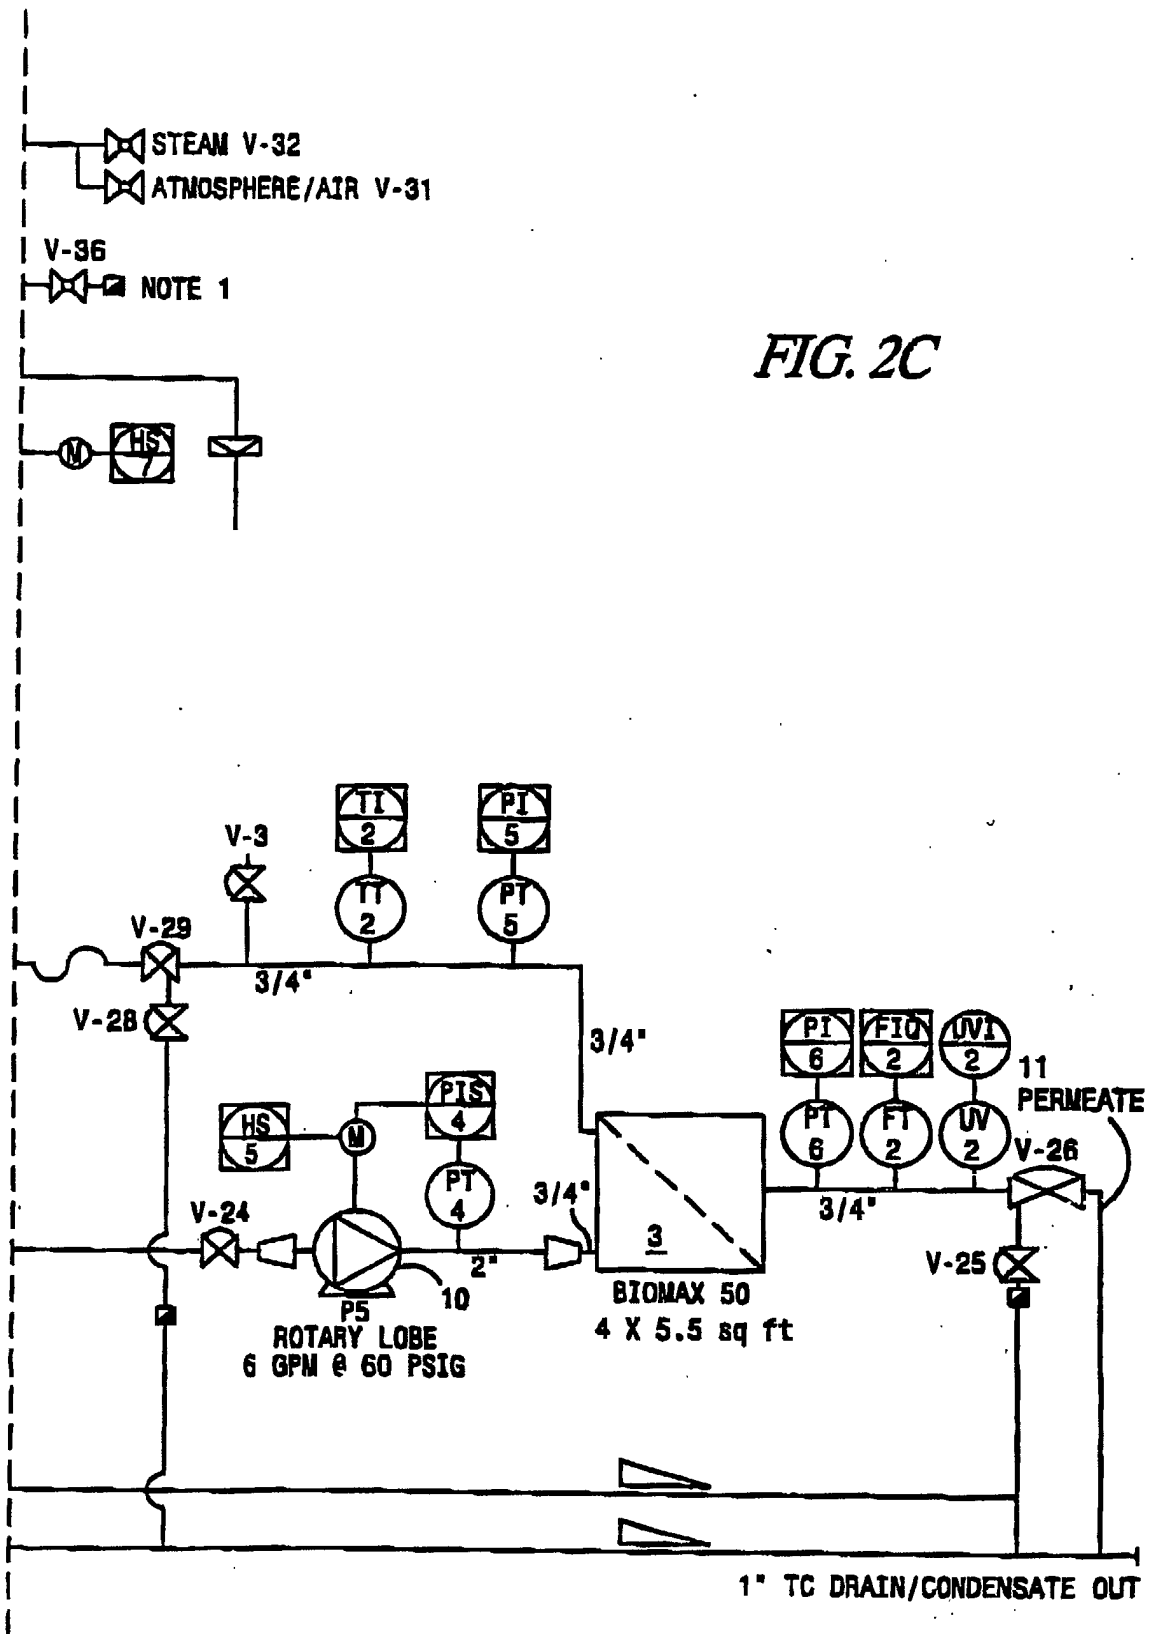 STEAM V-32
ATMOSPHERE/AIR V-31
V-36
NOTE 1
FIG. 2C
M
HS
7
TI
2
PI
5
V-3
TT
2
PT
5
V-29
3/4"
V-28
3/4"
PI
6
FIQ
2
UVI
2
11
PERMEATE
PIS
4
HS
5
M
PT
6
FT
2
UV
2
V-26
PT
4
3/4"
V-24
3/4"
3
V-25
2"
10
BIOMAX 50
4 X 5.5 sq ft
P5
ROTARY LOBE
6 GPM @ 60 PSIG
1" TC DRAIN/CONDENSATE OUT